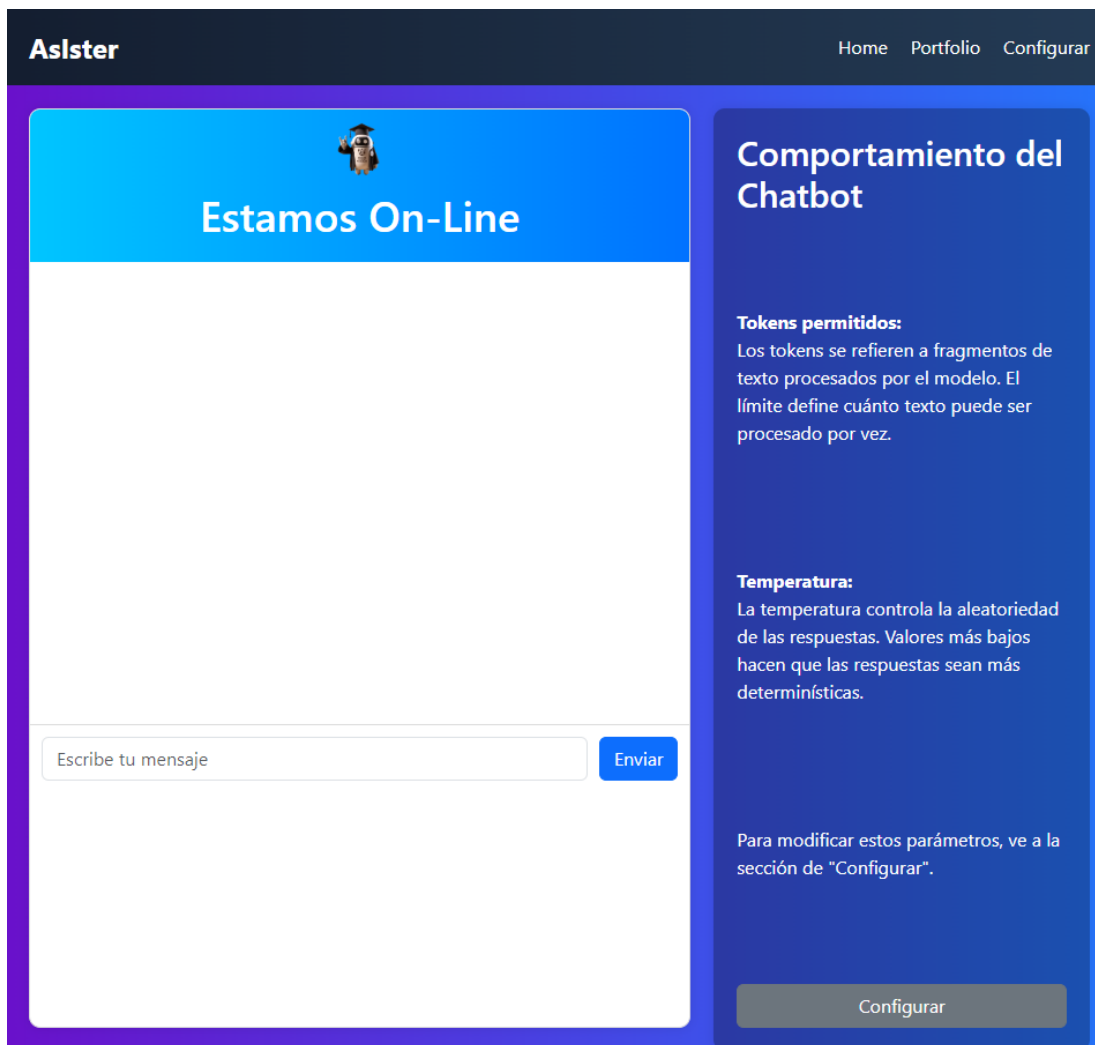 AsIster
Home Portfolio Configurar
Estamos On-Line
Escribe tu mensaje
Enviar
Comportamiento del
Chatbot
Tokens permitidos:
Los tokens se refieren a fragmentos de
texto procesados por el modelo. El
límite define cuánto texto puede ser
procesado por vez.
Temperatura:
La temperatura controla la aleatoriedad
de las respuestas. Valores más bajos
hacen que las respuestas sean más
determinísticas.
Para modificar estos parámetros, ve a la
sección de "Configurar".
Configurar